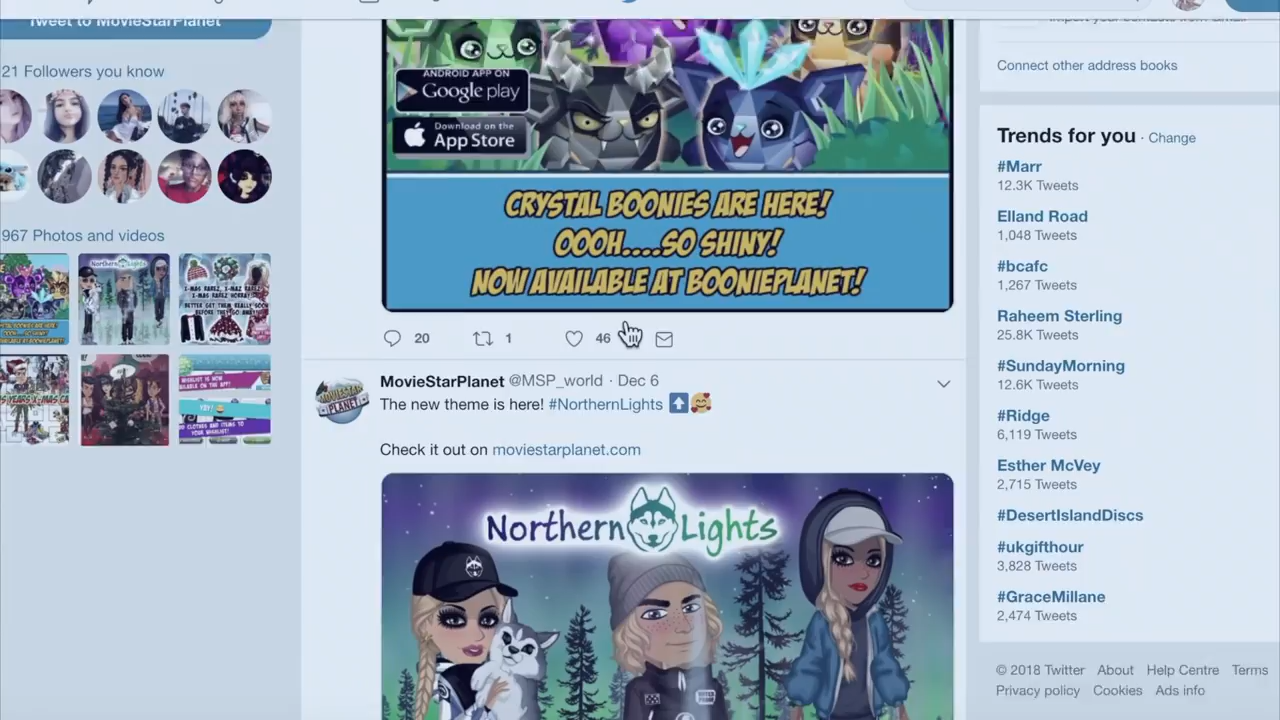 Tweet to MovieStarPlanet
21 Followers you know
967 Photos and videos
ANDROID APP ON
Google play
Download on the
App Store
CRYSTAL BOONIES ARE HERE!
OOOH....SO SHINY!
NOW AVAILABLE AT BOONIEPLANET!
20
1
46
MOVIESTAR
PLANET
MovieStarPlanet @MSP_world · Dec 6
The new theme is here! #NorthernLights
Check it out on moviestarplanet.com
Northern Lights
Connect other address books
Trends for you · Change
#Marr
12.3K Tweets
Elland Road
1,048 Tweets
#bcafc
1,267 Tweets
Raheem Sterling
25.8K Tweets
#SundayMorning
12.6K Tweets
#Ridge
6,119 Tweets
Esther McVey
2,715 Tweets
#DesertIslandDiscs
#ukgifthour
3,828 Tweets
#GraceMillane
2,474 Tweets
© 2018 Twitter About Help Centre Terms
Privacy policy Cookies Ads info